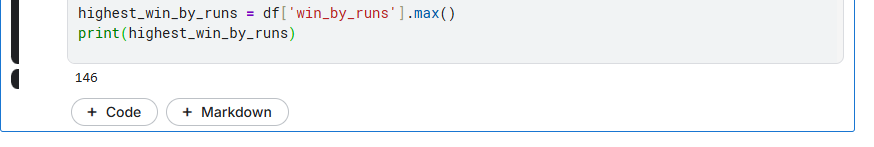 highest_win_by_runs = df['win_by_runs'].max()
print(highest_win_by_runs)
146
+ Code + Markdown